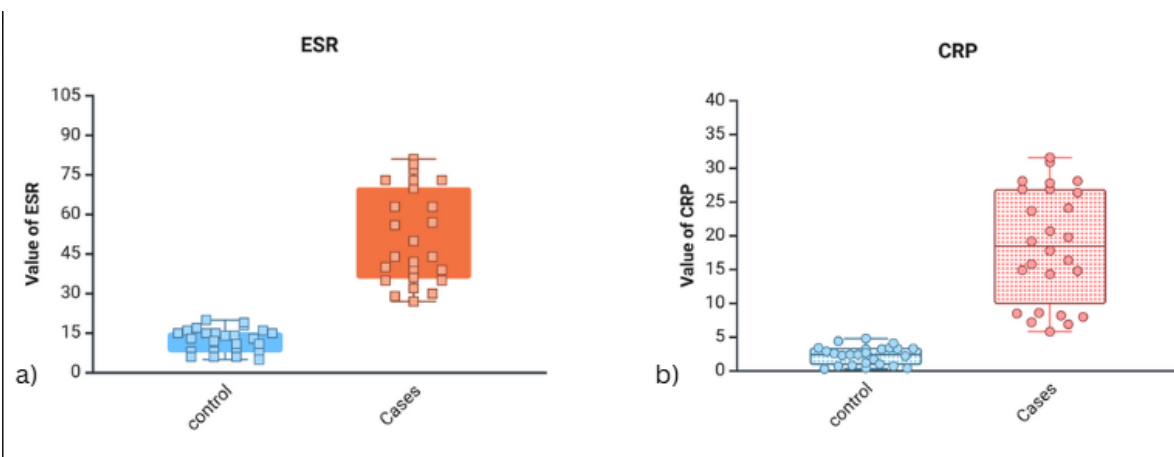 ESR
105
90
75
60
45
30
15
0
Value of ESR
control
Cases
a)
CRP
40
35
30
25
20
15
10
5
0
Value of CRP
control
Cases
b)